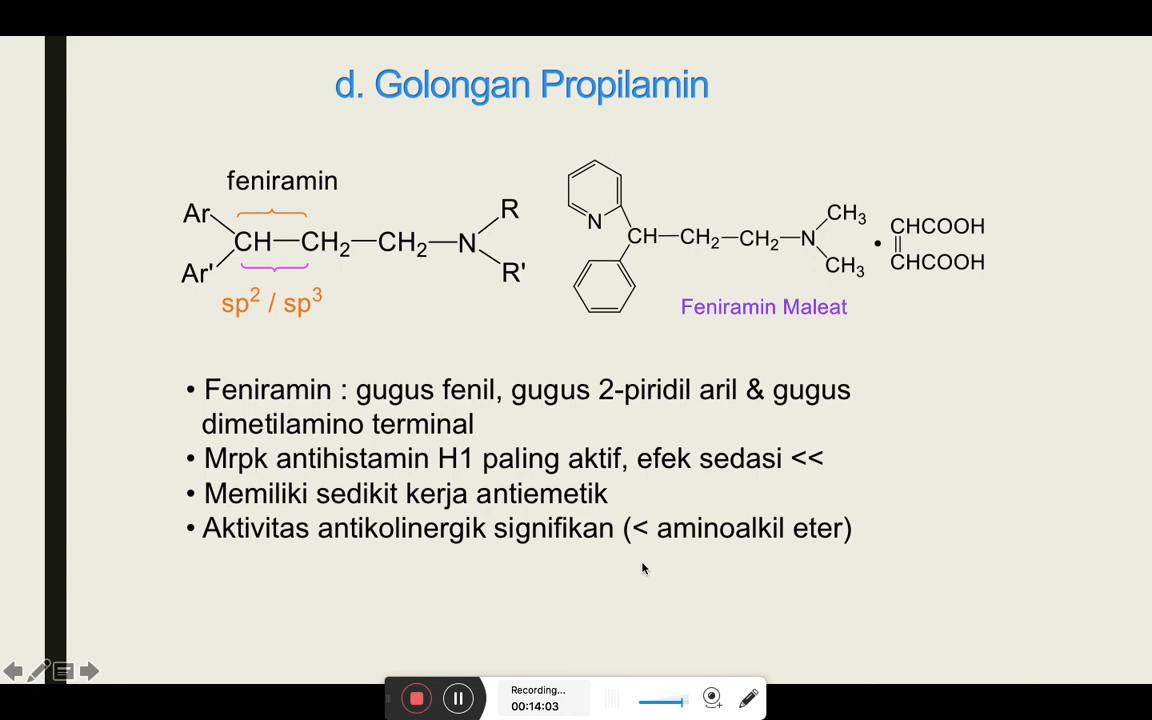 d. Golongan Propilamin
feniramin
Ar
Ar'
CH—CH2—CH2—N
R
R'
sp2 / sp3
N
CH—CH2—CH2—N
CH3
CH3
• CHCOOH
CHCOOH
Feniramin Maleat
• Feniramin : gugus fenil, gugus 2-piridil aril & gugus
dimetilamino terminal
• Mrpk antihistamin H1 paling aktif, efek sedasi <<
• Memiliki sedikit kerja antiemetik
• Aktivitas antikolinergik signifikan (< aminoalkil eter)
Recording...
00:14:03